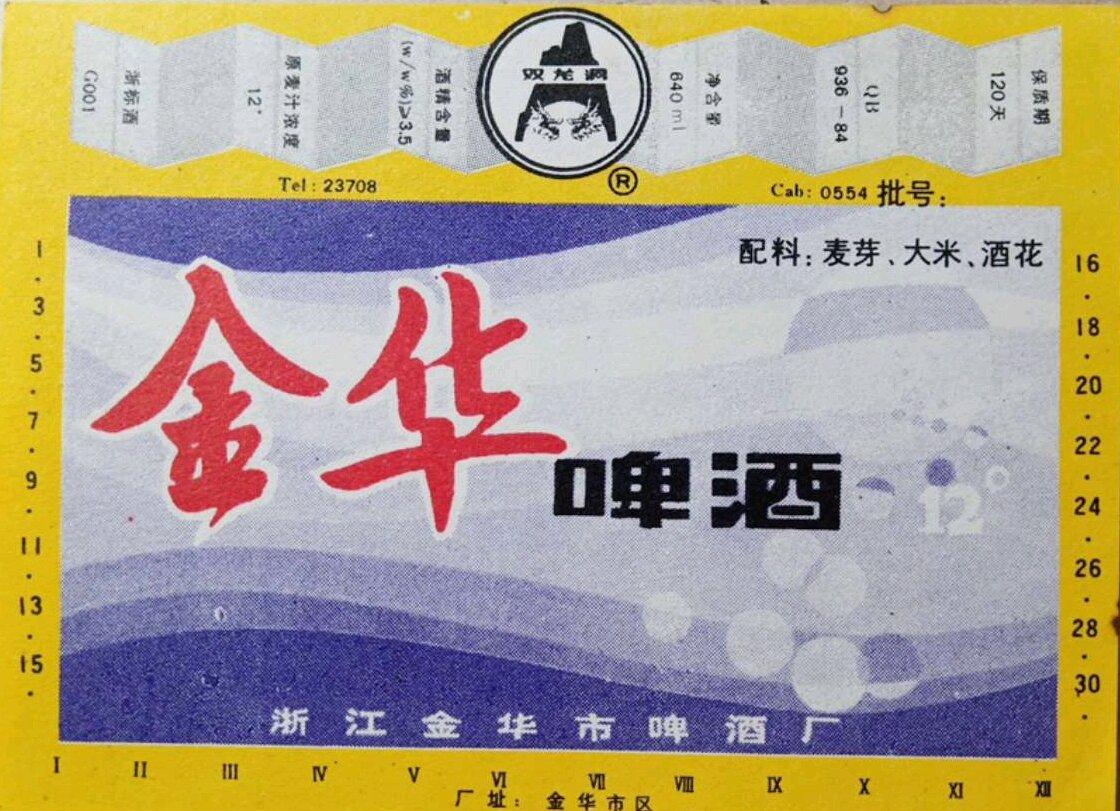 保质期
120天
QB
936-84
净含量
640ml
双龙
酒精含量
(w/w%)≥3.5
原麦汁浓度
12°
浙标酒
G001
®
Tel: 23708
Cab: 0554 批号:
配料: 麦芽、大米、酒花
金华
啤酒
12°
浙江金华市啤酒厂
1 · 3 · 5 · 7 · 9 · 11 · 13 · 15 ·
16 · 18 · 20 · 22 · 24 · 26 · 28 · 30 ·
I II III IV V VI VII VIII IX X XI XII
厂址: 金华市区